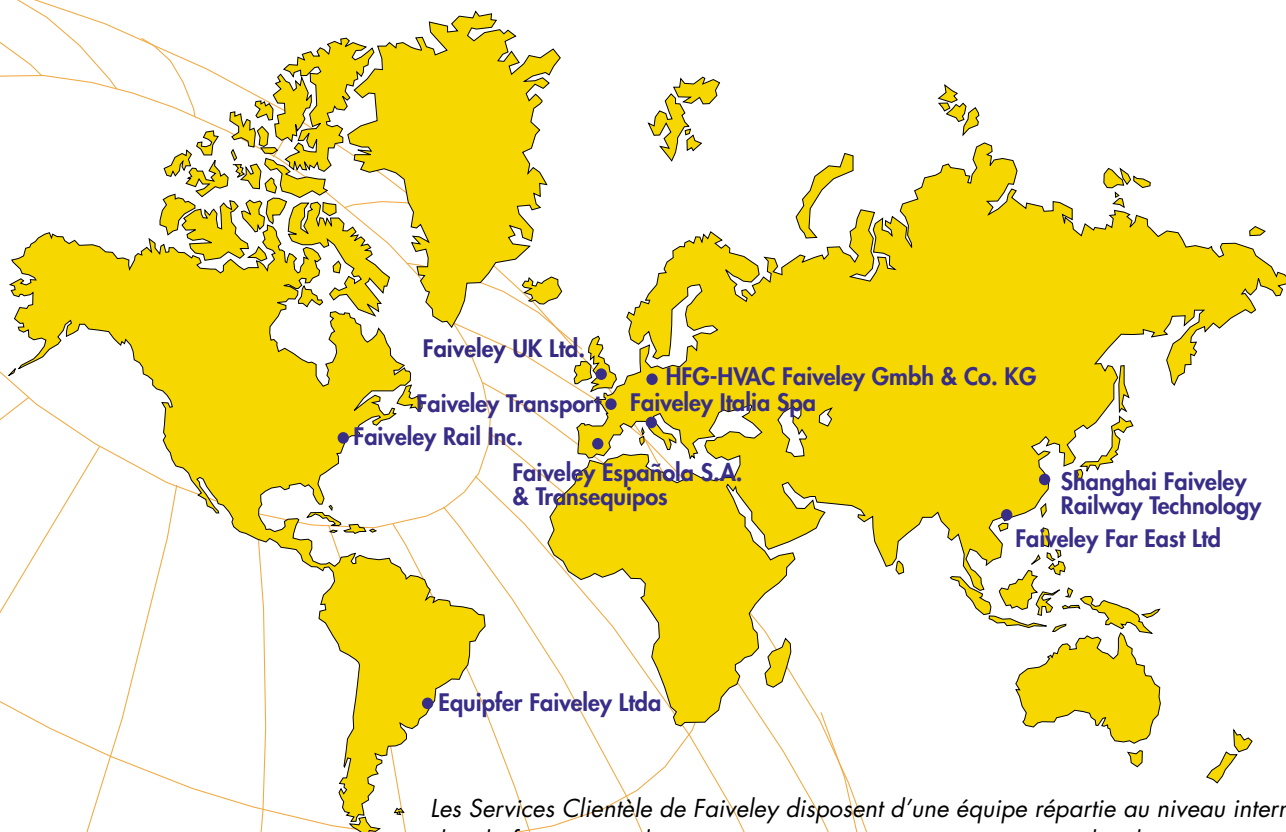 Faiveley UK Ltd.
HFG-HVAC Faiveley Gmbh & Co. KG
Faiveley Transport
Faiveley Italia Spa
Faiveley Rail Inc.
Faiveley Española S.A.
& Transequipos
Shanghai Faiveley
Railway Technology
Faiveley Far East Ltd
Equipfer Faiveley Ltda
Les Services Clientèle de Faiveley disposent d'une équipe répartie au niveau intern